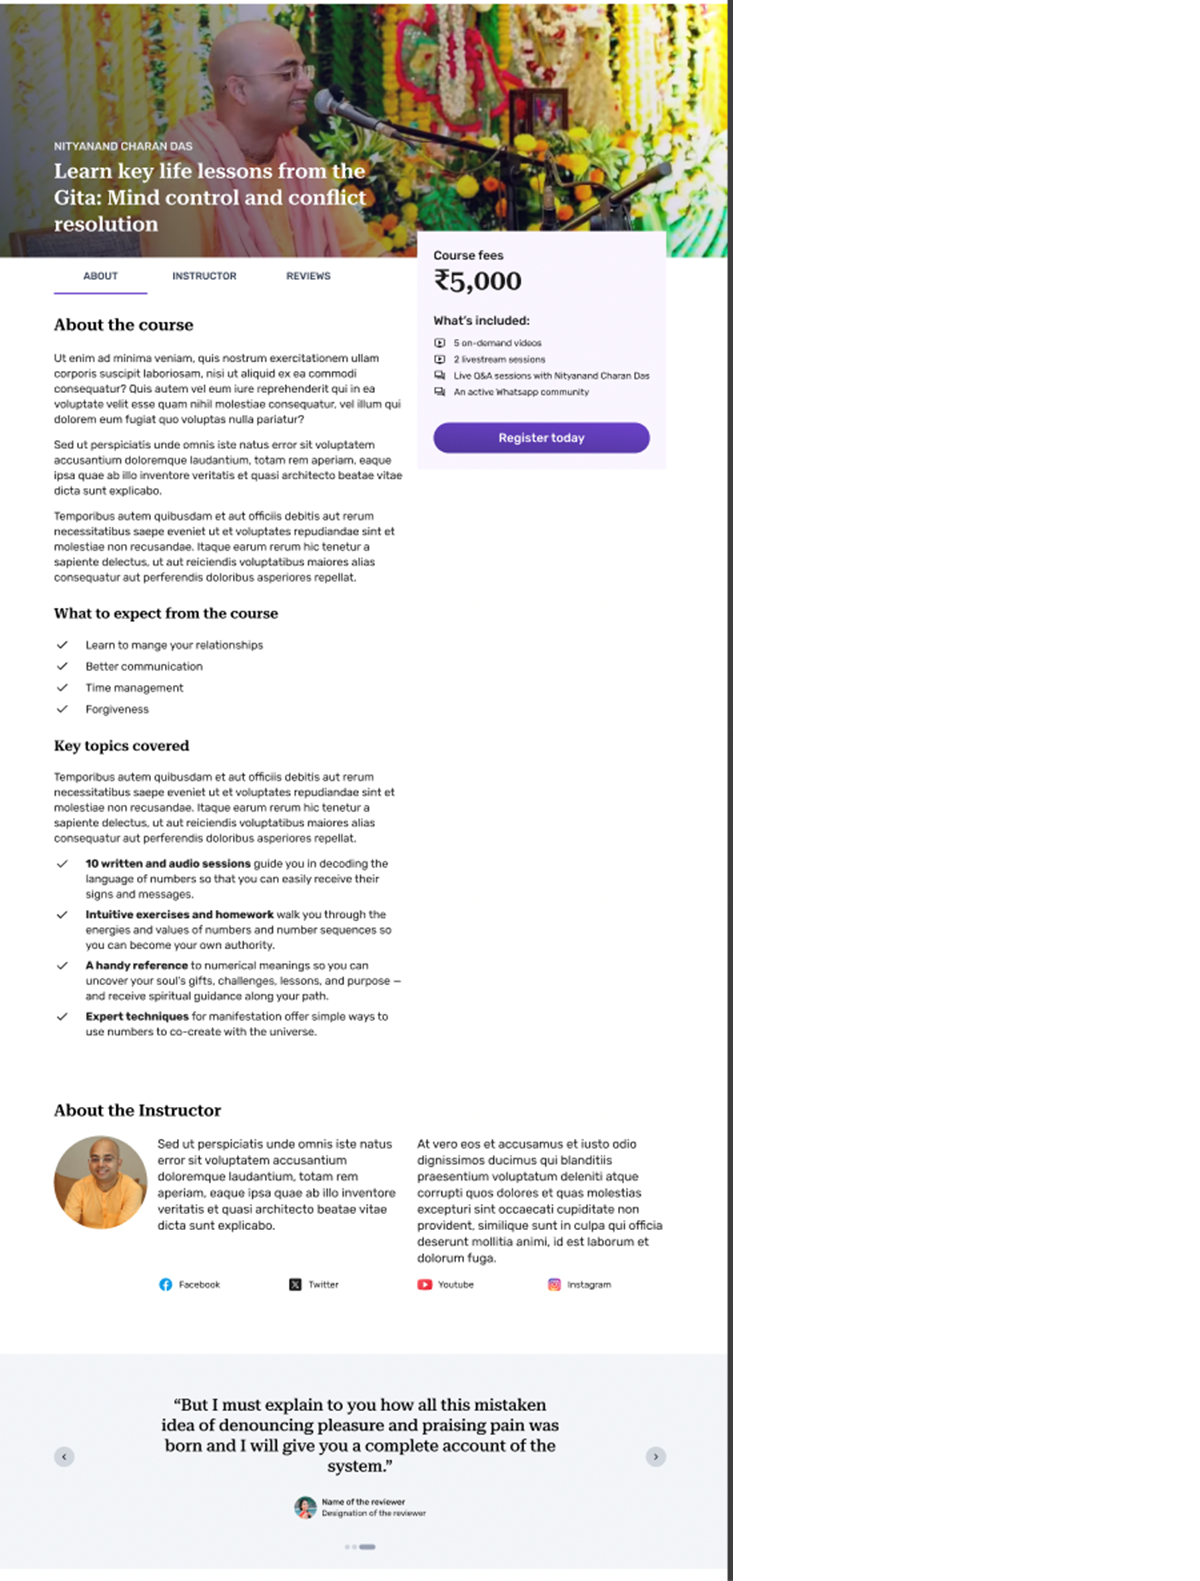 NITYANAND CHARAN DAS
Learn key life lessons from the
Gita: Mind control and conflict
resolution
ABOUT
INSTRUCTOR
REVIEWS
Course fees
₹5,000
What's included:
5 on-demand videos
2 livestream sessions
Live Q&A sessions with Nityanand Charan Das
An active Whatsapp community
Register today
About the course
Ut enim ad minima veniam, quis nostrum exercitationem ullam
corporis suscipit laboriosam, nisi ut aliquid ex ea commodi
consequatur? Quis autem vel eum iure reprehenderit qui in ea
voluptate velit esse quam nihil molestiae consequatur, vel illum qui
dolorem eum fugiat quo voluptas nulla pariatur?
Sed ut perspiciatis unde omnis iste natus error sit voluptatem
accusantium doloremque laudantium, totam rem aperiam, eaque
ipsa quae ab illo inventore veritatis et quasi architecto beatae vitae
dicta sunt explicabo.
Temporibus autem quibusdam et aut officiis debitis aut rerum
necessitatibus saepe eveniet ut et voluptates repudiandae sint et
molestiae non recusandae. Itaque earum rerum hic tenetur a
sapiente delectus, ut aut reiciendis voluptatibus maiores alias
consequatur aut perferendis doloribus asperiores repellat.
What to expect from the course
Learn to mange your relationships
Better communication
Time management
Forgiveness
Key topics covered
Temporibus autem quibusdam et aut officiis debitis aut rerum
necessitatibus saepe eveniet ut et voluptates repudiandae sint et
molestiae non recusandae. Itaque earum rerum hic tenetur a
sapiente delectus, ut aut reiciendis voluptatibus maiores alias
consequatur aut perferendis doloribus asperiores repellat.
10 written and audio sessions guide you in decoding the
language of numbers so that you can easily receive their
signs and messages.
Intuitive exercises and homework walk you through the
energies and values of numbers and number sequences so
you can become your own authority.
A handy reference to numerical meanings so you can
uncover your soul's gifts, challenges, lessons, and purpose —
and receive spiritual guidance along your path.
Expert techniques for manifestation offer simple ways to
use numbers to co-create with the universe.
About the Instructor
Sed ut perspiciatis unde omnis iste natus
error sit voluptatem accusantium
doloremque laudantium, totam rem
aperiam, eaque ipsa quae ab illo inventore
veritatis et quasi architecto beatae vitae
dicta sunt explicabo.
At vero eos et accusamus et iusto odio
dignissimos ducimus qui blanditiis
praesentium voluptatum deleniti atque
corrupti quos dolores et quas molestias
excepturi sint occaecati cupiditate non
provident, similique sunt in culpa qui officia
deserunt mollitia animi, id est laborum et
dolorum fuga.
Facebook
Twitter
Youtube
Instagram
“But I must explain to you how all this mistaken
idea of denouncing pleasure and praising pain was
born and I will give you a complete account of the
system.”
Name of the reviewer
Designation of the reviewer